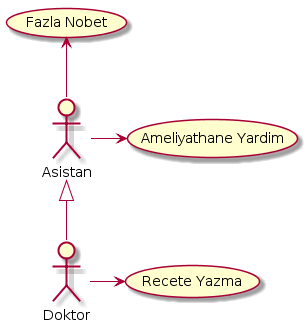 Fazla Nobet
Ameliyathane Yardim
Asistan
Recete Yazma
Doktor